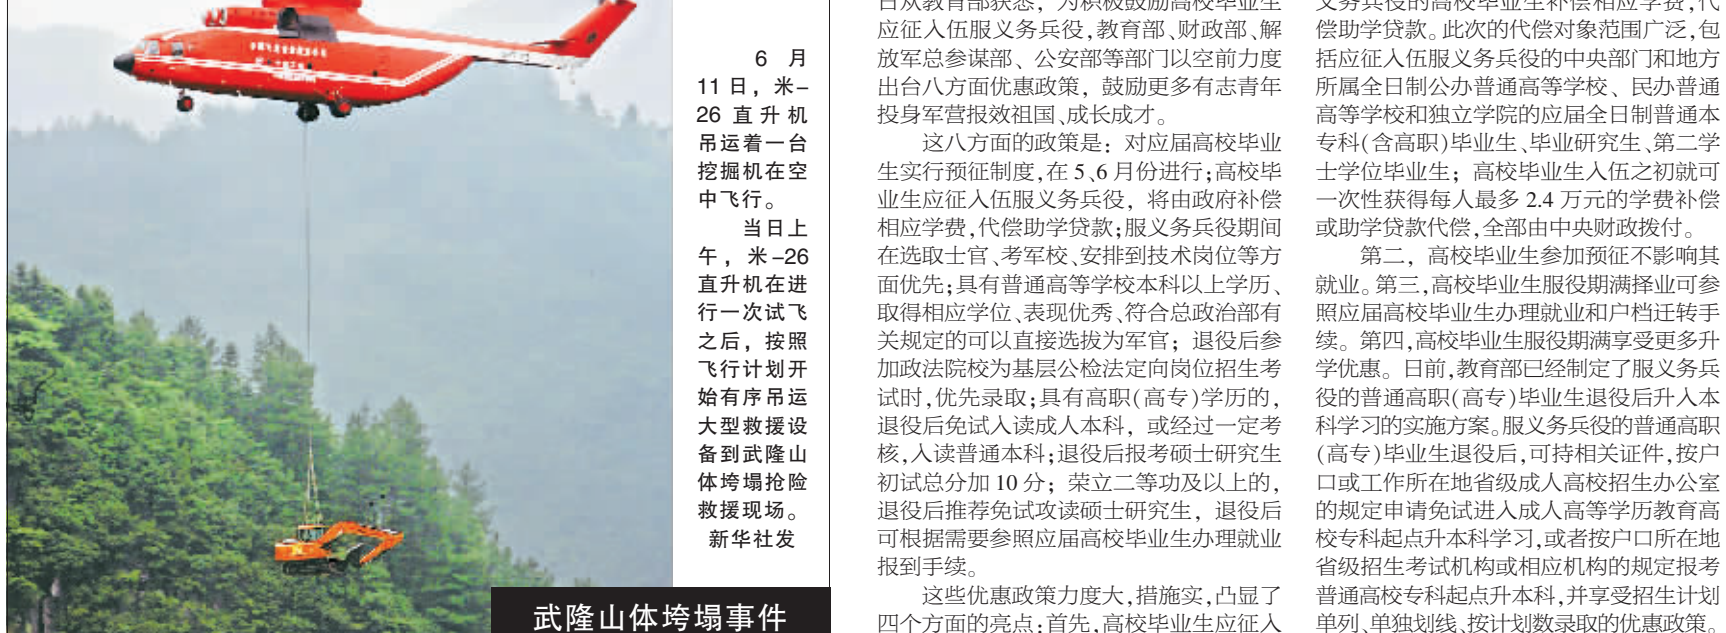 6 月
11 日，米-
26 直 升 机
吊运着一台
挖掘机在空
中飞行。
当日上
午，米-26
直升机在进
行一次试飞
之后，按照
飞行计划开
始有序吊运
大型救援设
备到武隆山
体垮塌抢险
救援现场。
新华社发
武隆山体垮塌事件
日从教育部获悉，为积极鼓励高校毕业生
应征入伍服义务兵役,教育部、财政部、解
放军总参谋部、公安部等部门以空前力度
出台八方面优惠政策，鼓励更多有志青年
投身军营报效祖国、成长成才。
这八方面的政策是：对应届高校毕业
生实行预征制度,在 5、6 月份进行;高校毕
业生应征入伍服义务兵役，将由政府补偿
相应学费,代偿助学贷款;服义务兵役期间
在选取士官、考军校、安排到技术岗位等方
面优先;具有普通高等学校本科以上学历、
取得相应学位、表现优秀、符合总政治部有
关规定的可以直接选拔为军官；退役后参
加政法院校为基层公检法定向岗位招生考
试时,优先录取;具有高职(高专)学历的,
退役后免试入读成人本科，或经过一定考
核,入读普通本科;退役后报考硕士研究生
初试总分加 10 分；荣立二等功及以上的,
退役后推荐免试攻读硕士研究生，退役后
可根据需要参照应届高校毕业生办理就业
报到手续。
这些优惠政策力度大,措施实,凸显了
四个方面的亮点:首先,高校毕业生应征入
义务兵役的高校毕业生补偿相应学费,代
偿助学贷款。此次的代偿对象范围广泛,包
括应征入伍服义务兵役的中央部门和地方
所属全日制公办普通高等学校、民办普通
高等学校和独立学院的应届全日制普通本
专科(含高职)毕业生、毕业研究生、第二学
士学位毕业生；高校毕业生入伍之初就可
一次性获得每人最多 2.4 万元的学费补偿
或助学贷款代偿,全部由中央财政拨付。
第二，高校毕业生参加预征不影响其
就业。第三,高校毕业生服役期满择业可参
照应届高校毕业生办理就业和户档迁转手
续。第四,高校毕业生服役期满享受更多升
学优惠。日前,教育部已经制定了服义务兵
役的普通高职(高专)毕业生退役后升入本
科学习的实施方案。服义务兵役的普通高职
(高专)毕业生退役后,可持相关证件,按户
口或工作所在地省级成人高校招生办公室
的规定申请免试进入成人高等学历教育高
校专科起点升本科学习,或者按户口所在地
省级招生考试机构或相应机构的规定报考
普通高校专科起点升本科,并享受招生计划
单列、单独划线、按计划数录取的优惠政策。